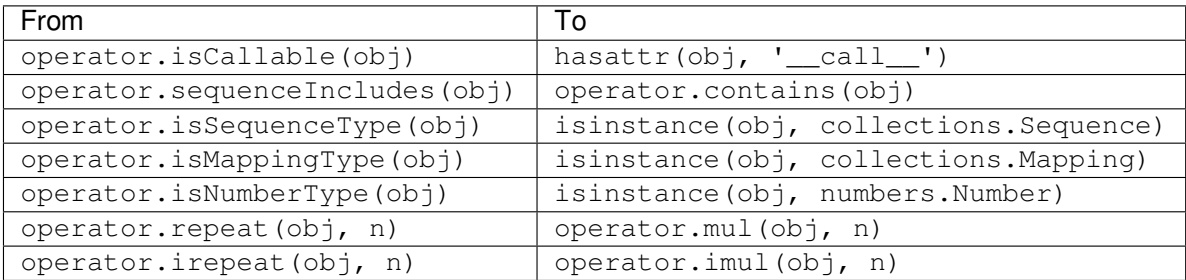 From To
operator.isCallable(obj) hasattr(obj, '__call__')
operator.sequenceIncludes(obj) operator.contains(obj)
operator.isSequenceType(obj) isinstance(obj, collections.Sequence)
operator.isMappingType(obj) isinstance(obj, collections.Mapping)
operator.isNumberType(obj) isinstance(obj, numbers.Number)
operator.repeat(obj, n) operator.mul(obj, n)
operator.irepeat(obj, n) operator.imul(obj, n)